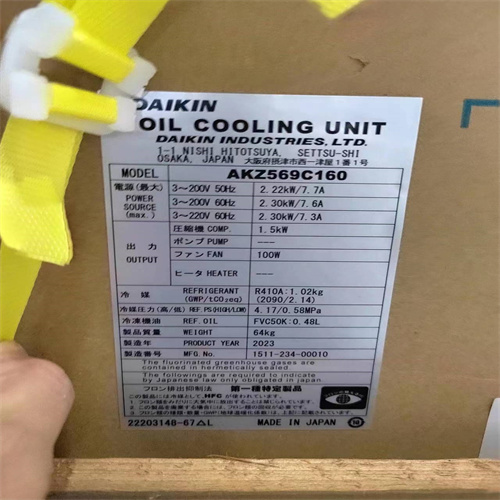 DAIKIN
OIL COOLING UNIT
DAIKIN INDUSTRIES, LTD.
1-1 NISHI HITOTSUYA, SETTSU-SHI
OSAKA, JAPAN 大阪府摂津市西一津屋1番1号
MODEL AKZ569C160
電源(最大) 3~200V 50Hz 2.22kW/7.7A
POWER SOURCE (max.) 3~200V 60Hz 2.30kW/7.6A
3~220V 60Hz 2.30kW/7.3A
出力 OUTPUT 圧縮機 COMP. 1.5kW
ポンプ PUMP ---
ファン FAN 100W
ヒータ HEATER ---
冷媒 REFRIGERANT (GWP/tCO2eq) R410A:1.02kg (2090/2.14)
冷媒圧力(高/低) REF.PS(HIGH/LOW) 4.17/0.58MPa
冷凍機油 REF.OIL FVC50K:0.48L
製品質量 WEIGHT 64kg
製造年 PRODUCT YEAR 2023
製造番号 MFG.No. 1511-234-00010
The fluorinated greenhouse gases are
contained in hermetically sealed.
The followings are required
by Japanese law only obligated in japan.
フロン排出抑制法 第一種特定製品
22203148-67△L MADE IN JAPAN